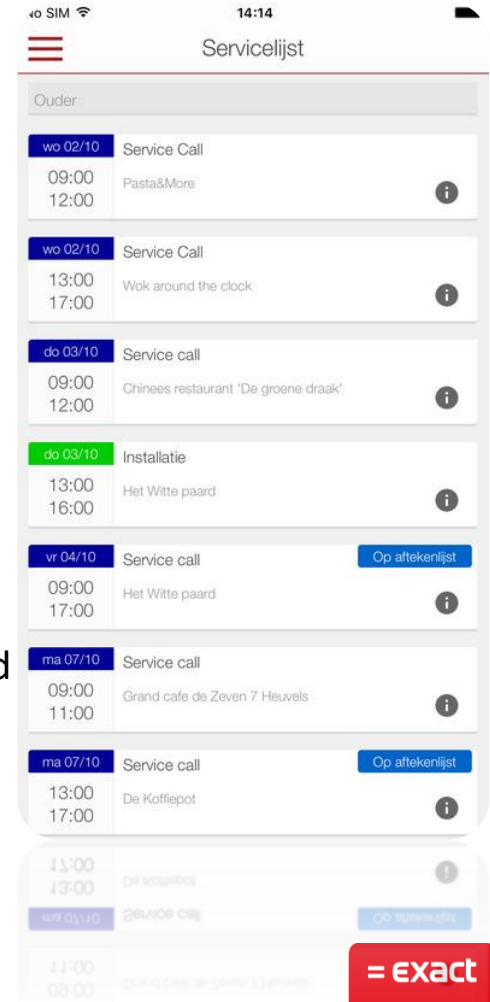 No SIM 14:14
Servicelijst
Ouder
wo 02/10 Service Call
09:00 Pasta&More
12:00
wo 02/10 Service Call
13:00 Wok around the clock
17:00
do 03/10 Service call
09:00 Chinees restaurant 'De groene draak'
12:00
do 03/10 Installatie
13:00 Het Witte paard
16:00
vr 04/10 Service call Op aftekenlijst
09:00 Het Witte paard
17:00
d
ma 07/10 Service call
09:00 Grand cafe de Zeven 7 Heuvels
11:00
ma 07/10 Service call Op aftekenlijst
13:00 De Koffiepot
17:00
= exact